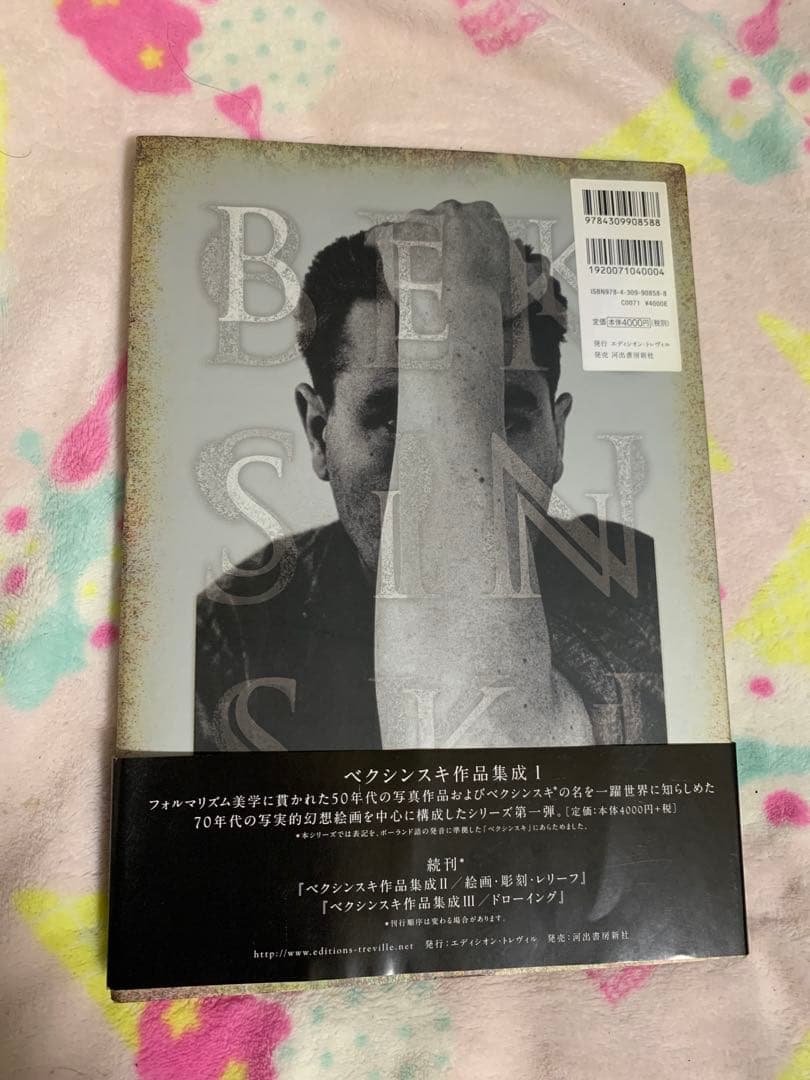 BEK
SIN
SKI
9784309908588
1920071040004
ISBN978-4-309-90858-8
C0071 ¥4000E
定価 本体4000円(税別)
発行 エディシオン・トレヴィル
発売 河出書房新社
ベクシンスキ作品集成 I
フォルマリズム美学に貫かれた50年代の写真作品およびベクシンスキ*の名を一躍世界に知らしめた
70年代の写実的幻想絵画を中心に構成したシリーズ第一弾。[定価:本体4000円+税]
*本シリーズでは表記を、ポーランド語の発音に準拠した「ベクシンスキ」にあらためました。
続刊*
『ベクシンスキ作品集成II/絵画・彫刻・レリーフ』
『ベクシンスキ作品集成III/ドローイング』
*刊行順序は変わる場合があります。
http://www.editions-treville.net 発行:エディシオン・トレヴィル 発売:河出書房新社